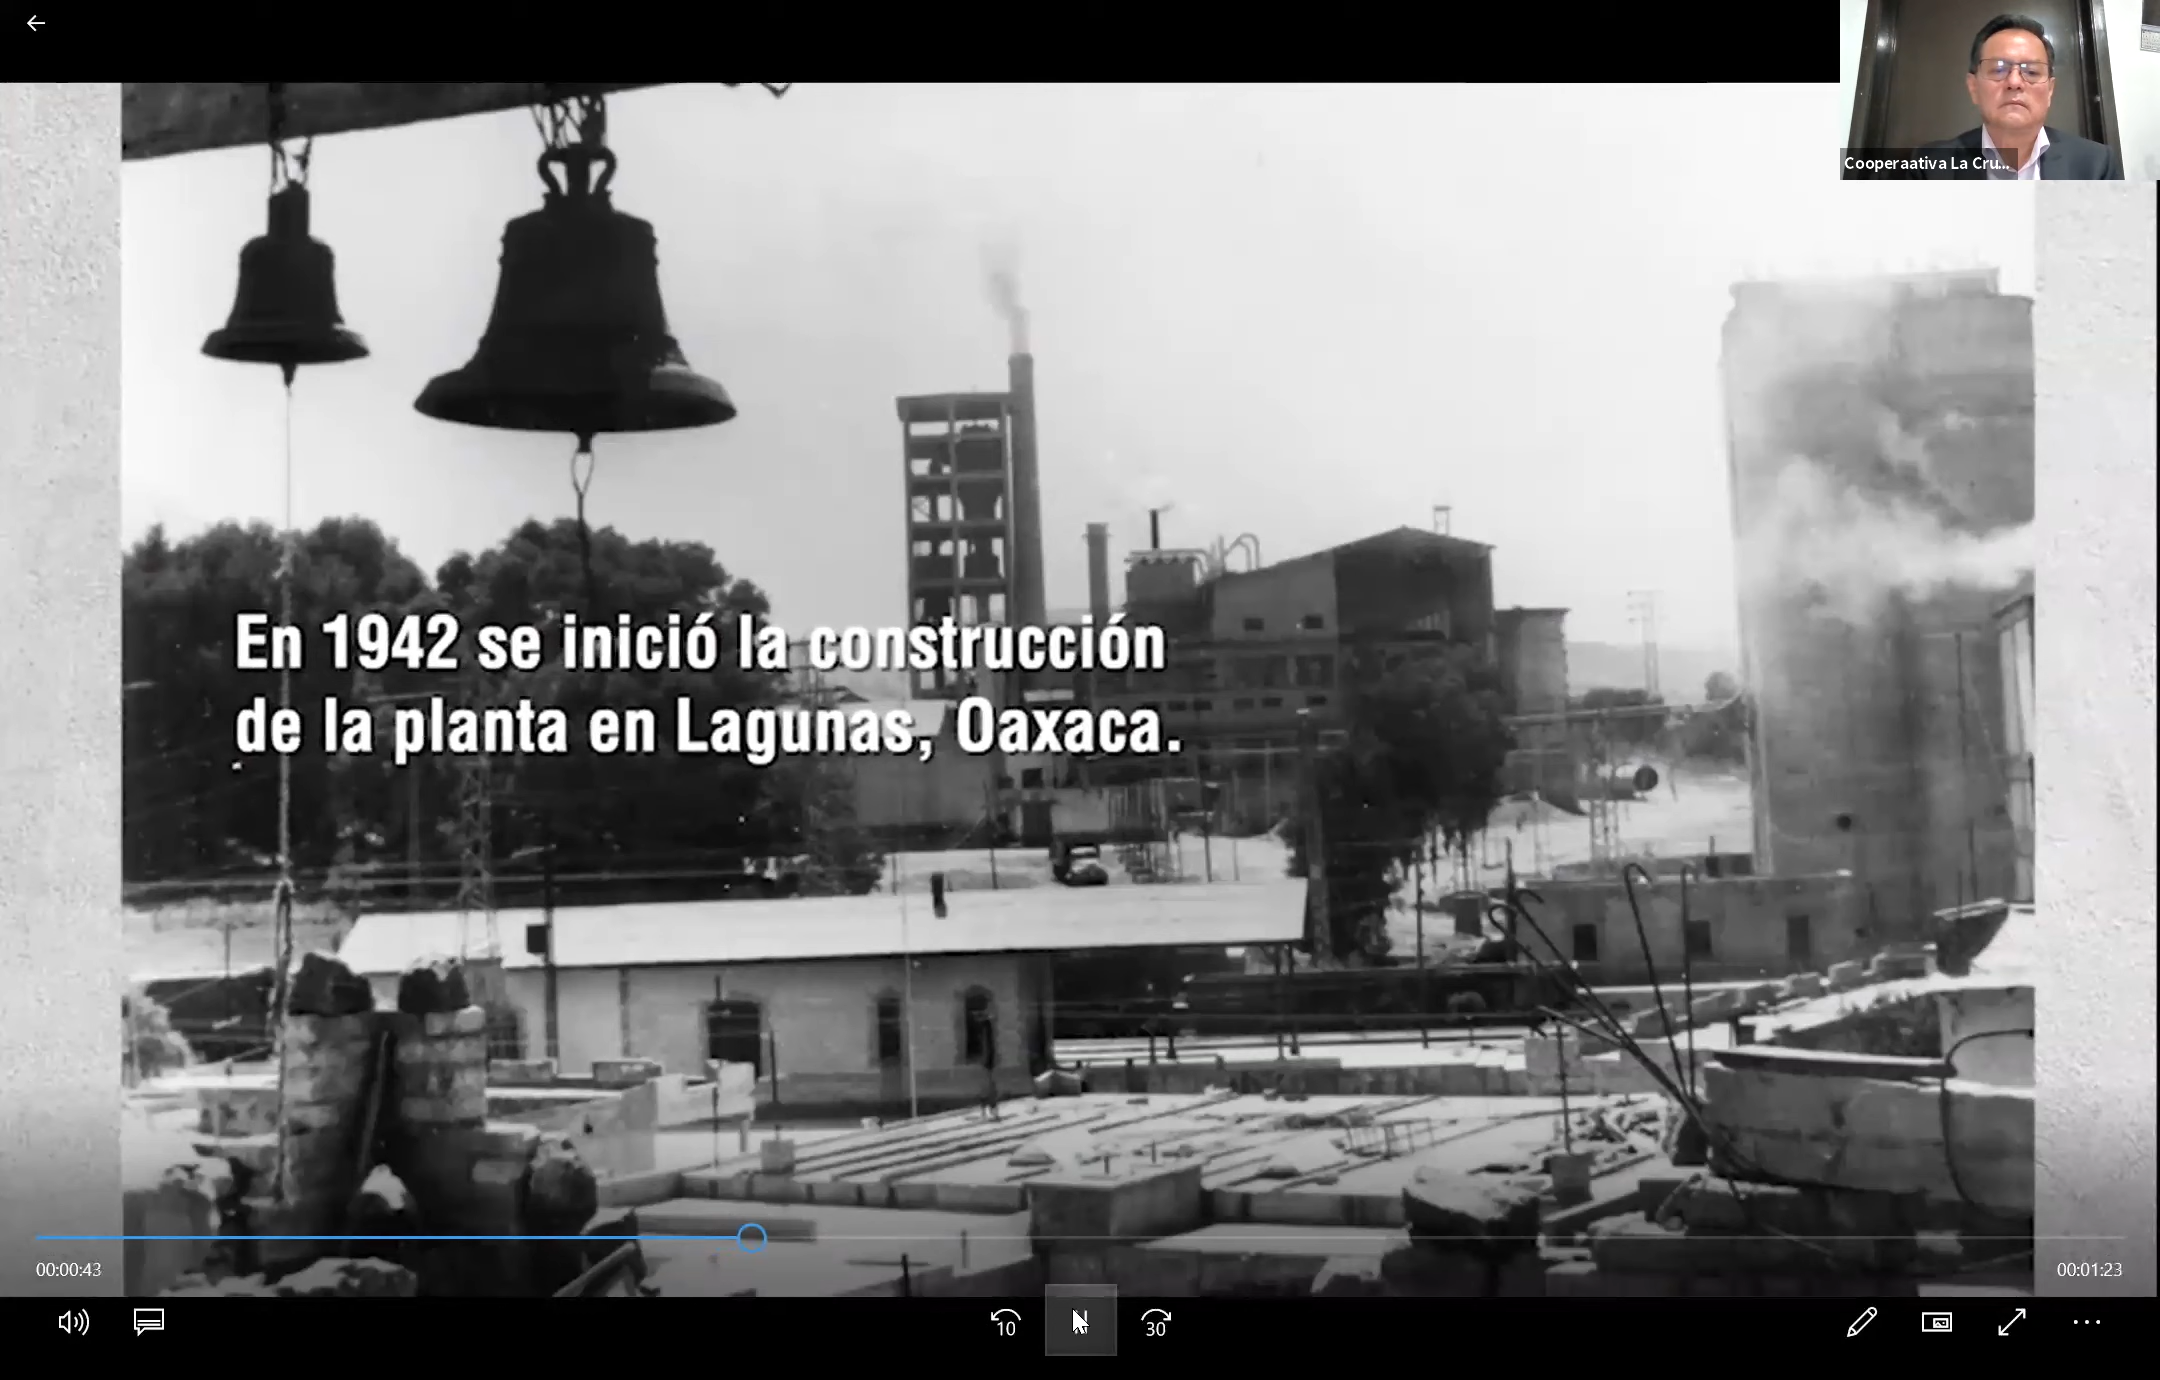 Cooperaativa La Cru...
En 1942 se inició la construcción
de la planta en Lagunas, Oaxaca.
00:00:43
00:01:23
10
30